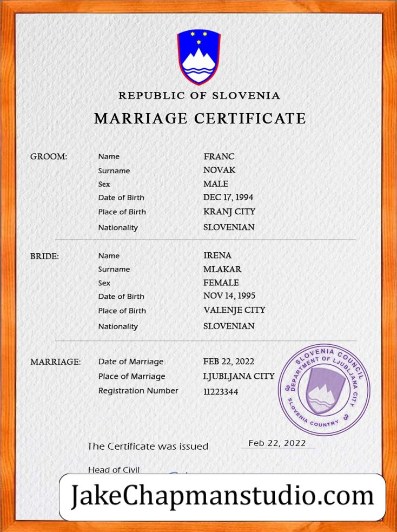 REPUBLIC OF SLOVENIA
MARRIAGE CERTIFICATE
GROOM: Name FRANC
Surname NOVAK
Sex MALE
Date of Birth DEC 17, 1994
Place of Birth KRANJ CITY
Nationality SLOVENIAN
BRIDE: Name IRENA
Surname MLAKAR
Sex FEMALE
Date of Birth NOV 14, 1995
Place of Birth VALENJE CITY
Nationality SLOVENIAN
MARRIAGE: Date of Marriage FEB 22, 2022
Place of Marriage LJUBLJANA CITY
Registration Number 11223344
SLOVENIA COUNCIL
DEPARTMENT OF LJUBLJANA CITY
SLOVENIA COUNTRY
The Certificate was issued Feb 22, 2022
Head of Civil
JakeChapmanstudio.com